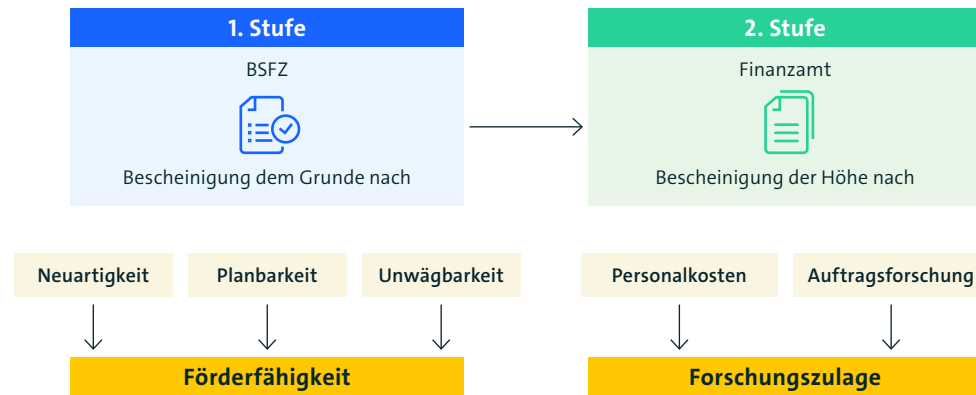 1. Stufe
BSFZ
Bescheinigung dem Grunde nach
2. Stufe
Finanzamt
Bescheinigung der Höhe nach
Neuartigkeit
Planbarkeit
Unwägbarkeit
Förderfähigkeit
Personalkosten
Auftragsforschung
Forschungszulage